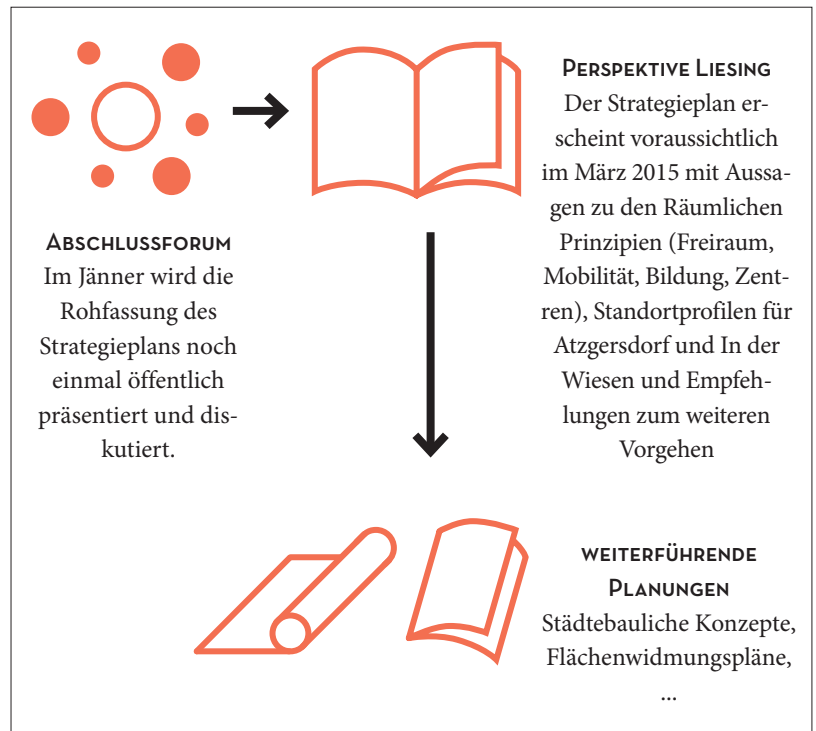 ABSCHLUSSFORUM
Im Jänner wird die
Rohfassung des
Strategieplans noch
einmal öffentlich
präsentiert und dis-
kutiert.
PERSPEKTIVE LIESING
Der Strategieplan er-
scheint voraussichtlich
im März 2015 mit Aussa-
gen zu den Räumlichen
Prinzipien (Freiraum,
Mobilität, Bildung, Zent-
ren), Standortprofilen für
Atzgersdorf und In der
Wiesen und Empfeh-
lungen zum weiteren
Vorgehen
WEITERFÜHRENDE
PLANUNGEN
Städtebauliche Konzepte,
Flächenwidmungspläne,
...